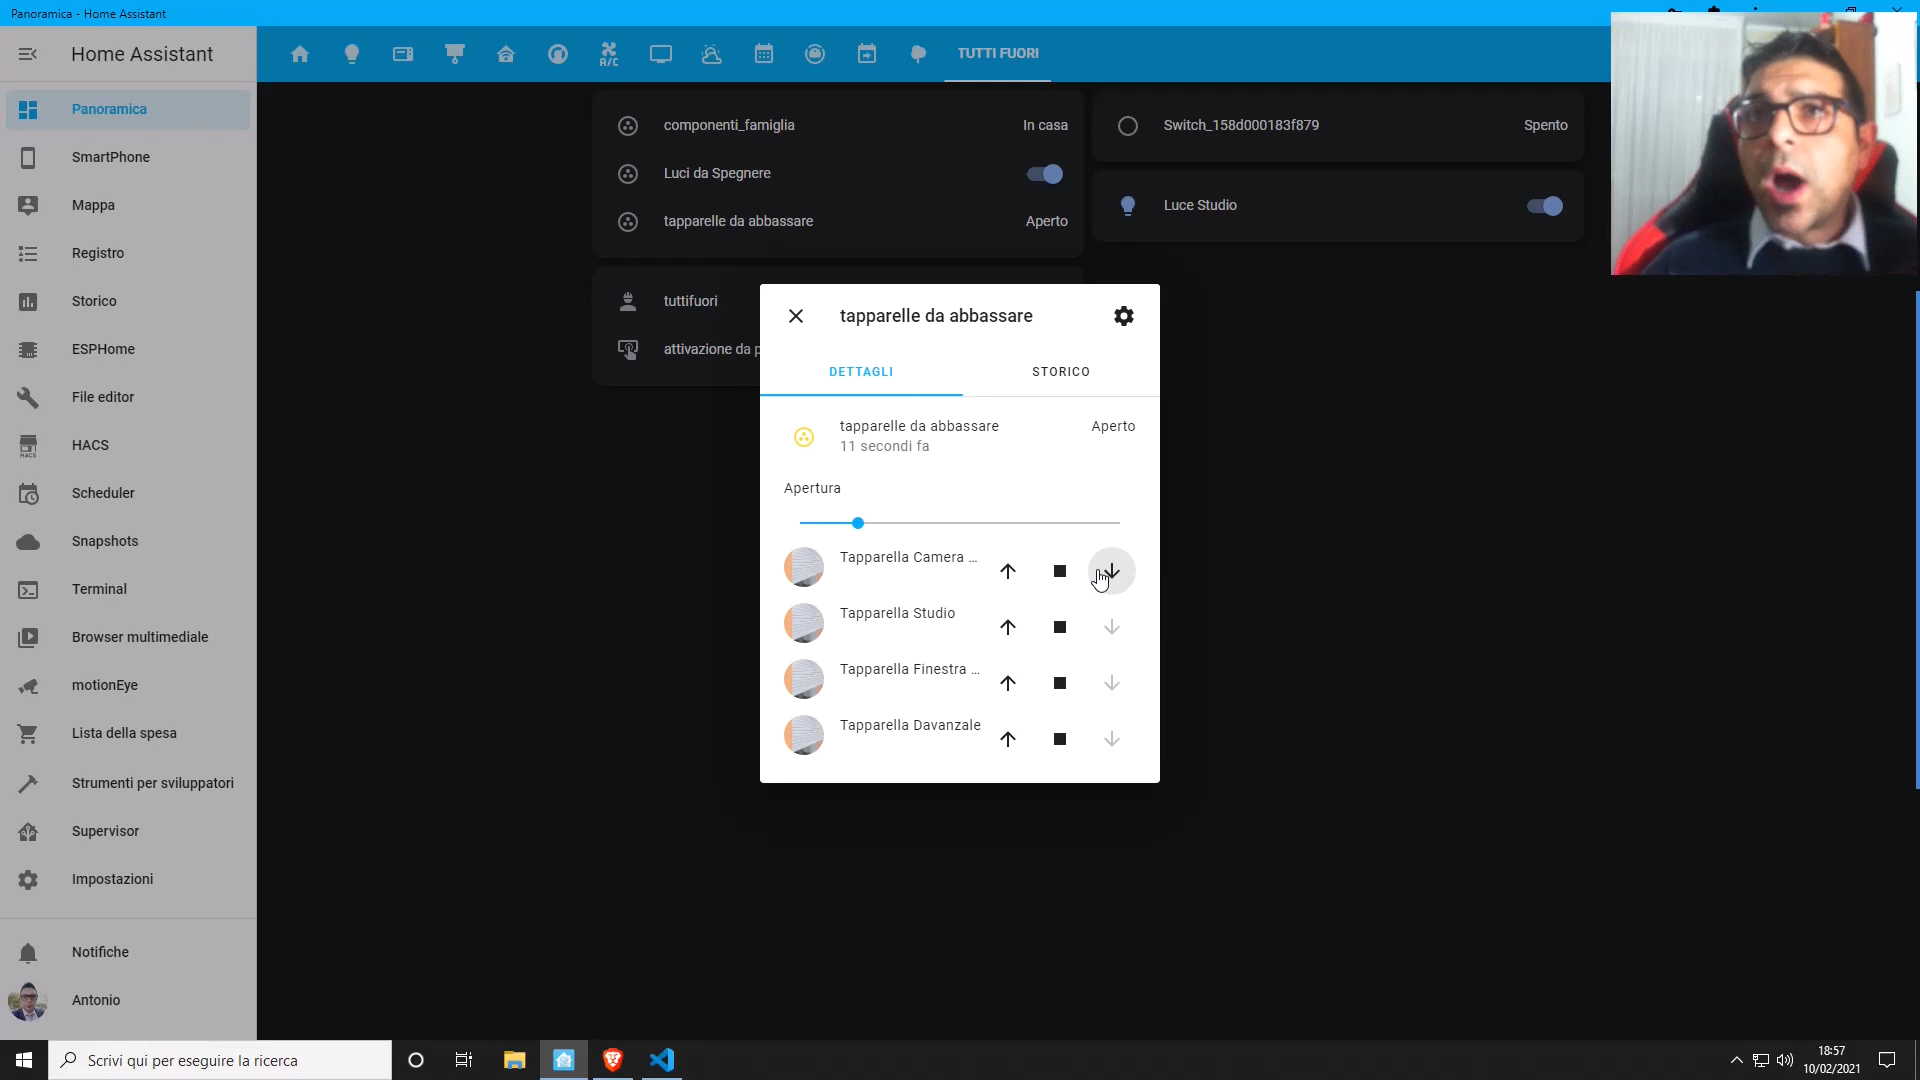 Panoramica - Home Assistant
Home Assistant
A/C
TUTTI FUORI
Panoramica
SmartPhone
Mappa
Registro
Storico
ESPHome
File editor
HACS
HACS
Scheduler
Snapshots
Terminal
Browser multimediale
motionEye
Lista della spesa
Strumenti per sviluppatori
Supervisor
Impostazioni
Notifiche
Antonio
componenti_famiglia
In casa
Luci da Spegnere
tapparelle da abbassare
Aperto
Switch_158d000183f879
Spento
Luce Studio
tuttifuori
attivazione da p
tapparelle da abbassare
DETTAGLI
STORICO
tapparelle da abbassare
Aperto
11 secondi fa
Apertura
Tapparella Camera ...
Tapparella Studio
Tapparella Finestra ...
Tapparella Davanzale
Scrivi qui per eseguire la ricerca
18:57
10/02/2021